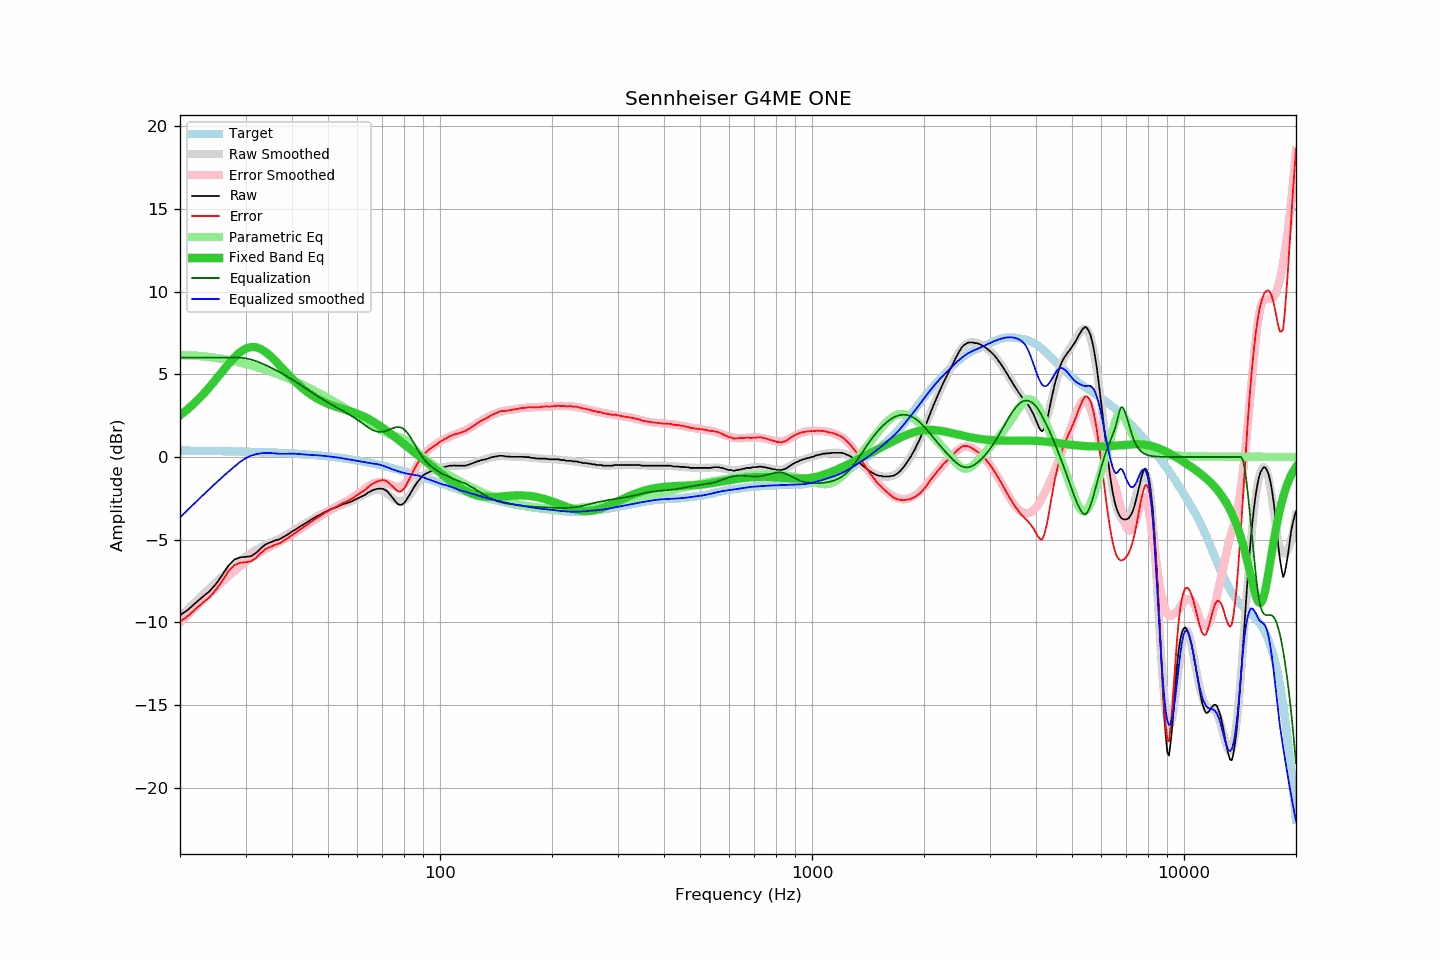 Sennheiser G4ME ONE
Target
Raw Smoothed
Error Smoothed
Raw
Error
Parametric Eq
Fixed Band Eq
Equalization
Equalized smoothed
20
15
10
5
0
−5
−10
−15
−20
Amplitude (dBr)
100
1000
10000
Frequency (Hz)